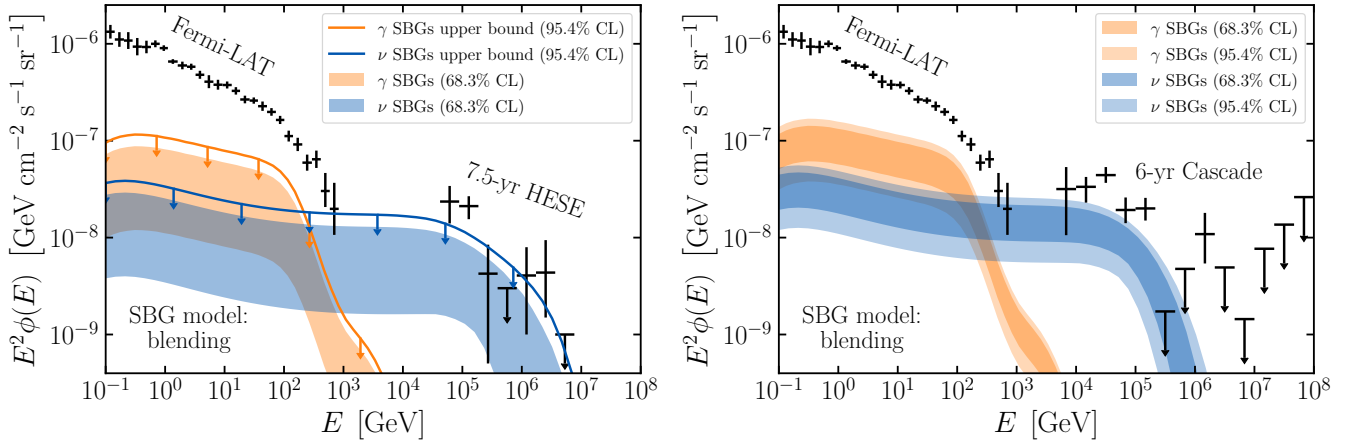 γ SBGs upper bound (95.4% CL)
ν SBGs upper bound (95.4% CL)
γ SBGs (68.3% CL)
ν SBGs (68.3% CL)
Fermi-LAT
7.5-yr HESE
SBG model:
blending
E² ϕ(E) [GeV cm⁻² s⁻¹ sr⁻¹]
10⁻⁶
10⁻⁷
10⁻⁸
10⁻⁹
10⁻¹ 10⁰ 10¹ 10² 10³ 10⁴ 10⁵ 10⁶ 10⁷ 10⁸
E [GeV]
γ SBGs (68.3% CL)
γ SBGs (95.4% CL)
ν SBGs (68.3% CL)
ν SBGs (95.4% CL)
Fermi-LAT
6-yr Cascade
SBG model:
blending
E² ϕ(E) [GeV cm⁻² s⁻¹ sr⁻¹]
10⁻⁶
10⁻⁷
10⁻⁸
10⁻⁹
10⁻¹ 10⁰ 10¹ 10² 10³ 10⁴ 10⁵ 10⁶ 10⁷ 10⁸
E [GeV]